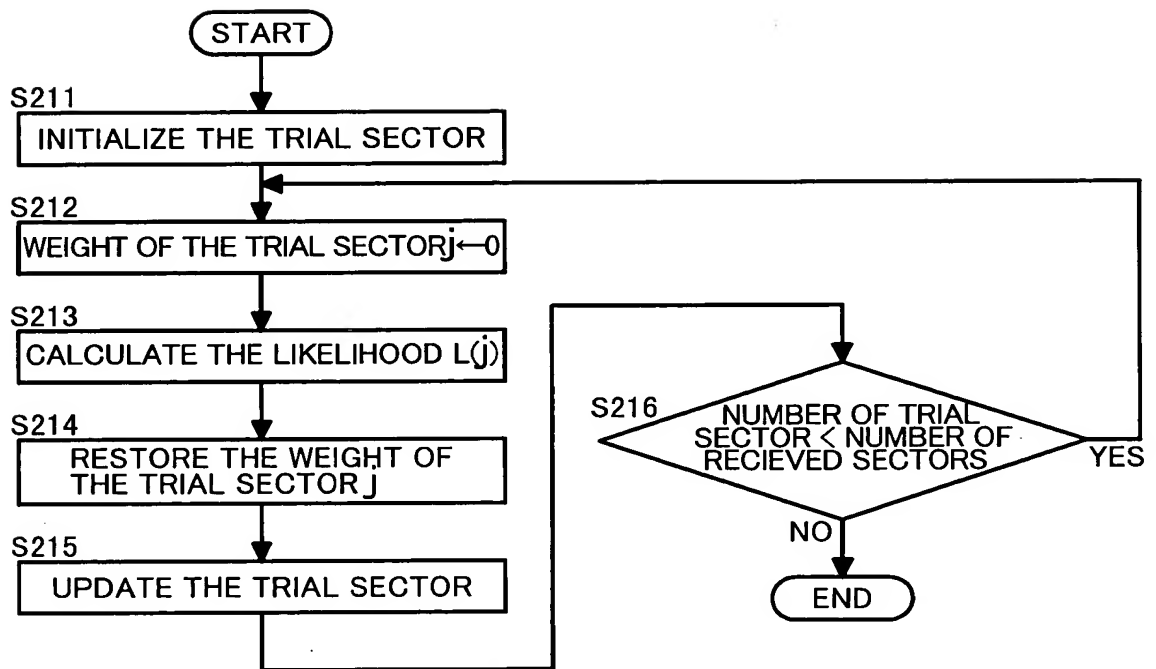 START
S211
INITIALIZE THE TRIAL SECTOR
S212
WEIGHT OF THE TRIAL SECTOR j←0
S213
CALCULATE THE LIKELIHOOD L(j)
S214
RESTORE THE WEIGHT OF
THE TRIAL SECTOR j
S215
UPDATE THE TRIAL SECTOR
S216
NUMBER OF TRIAL
SECTOR < NUMBER OF
RECIEVED SECTORS
YES
NO
END